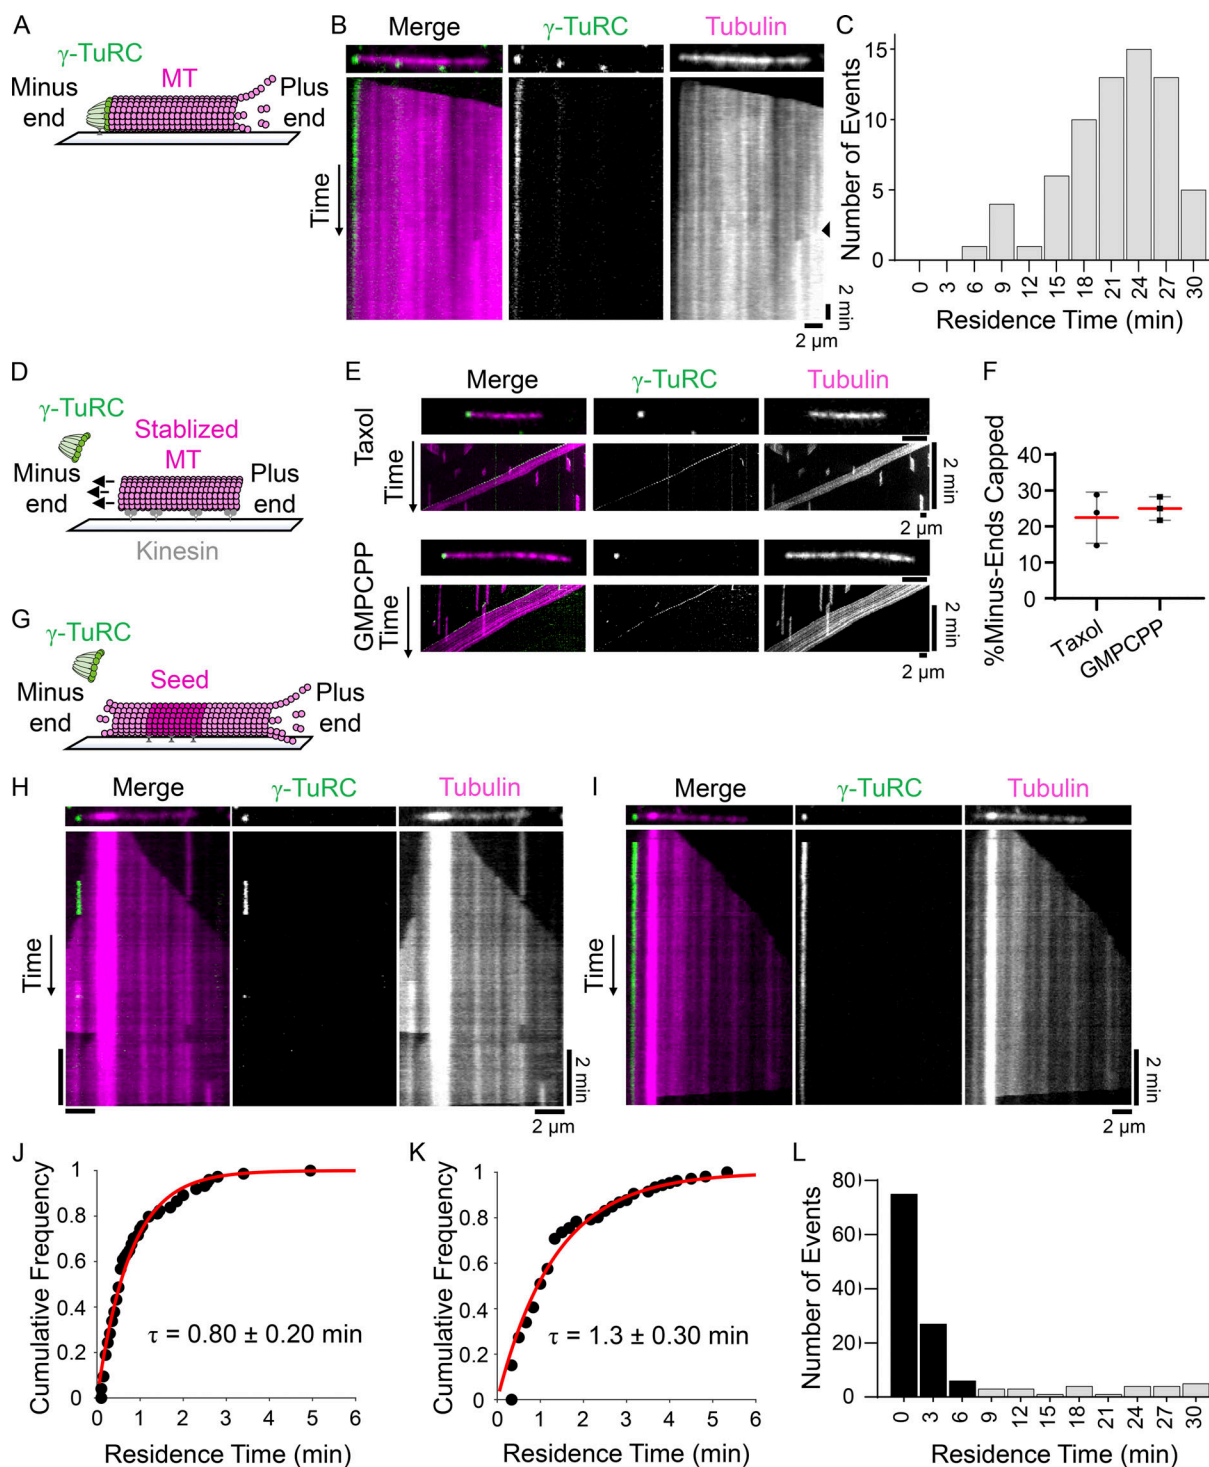 A
γ-TuRC
Minus end
MT
Plus end
B
Merge
γ-TuRC
Tubulin
Time
2 min
2 μm
C
Number of Events
15
10
5
0
0 3 6 9 12 15 18 21 24 27 30
Residence Time (min)
D
γ-TuRC
Stablized MT
Minus end
Plus end
Kinesin
E
Merge
γ-TuRC
Tubulin
Taxol
Time
2 min
2 μm
GMPCPP
Time
2 min
2 μm
F
%Minus-Ends Capped
40
30
20
10
0
Taxol
GMPCPP
G
γ-TuRC
Minus end
Seed
Plus end
H
Merge
γ-TuRC
Tubulin
Time
2 min
2 μm
I
Merge
γ-TuRC
Tubulin
Time
2 min
2 μm
J
Cumulative Frequency
1
0.8
0.6
0.4
0.2
0
τ = 0.80 ± 0.20 min
0 1 2 3 4 5 6
Residence Time (min)
K
Cumulative Frequency
1
0.8
0.6
0.4
0.2
0
τ = 1.3 ± 0.30 min
0 1 2 3 4 5 6
Residence Time (min)
L
Number of Events
80
60
40
20
0
0 3 6 9 12 15 18 21 24 27 30
Residence Time (min)